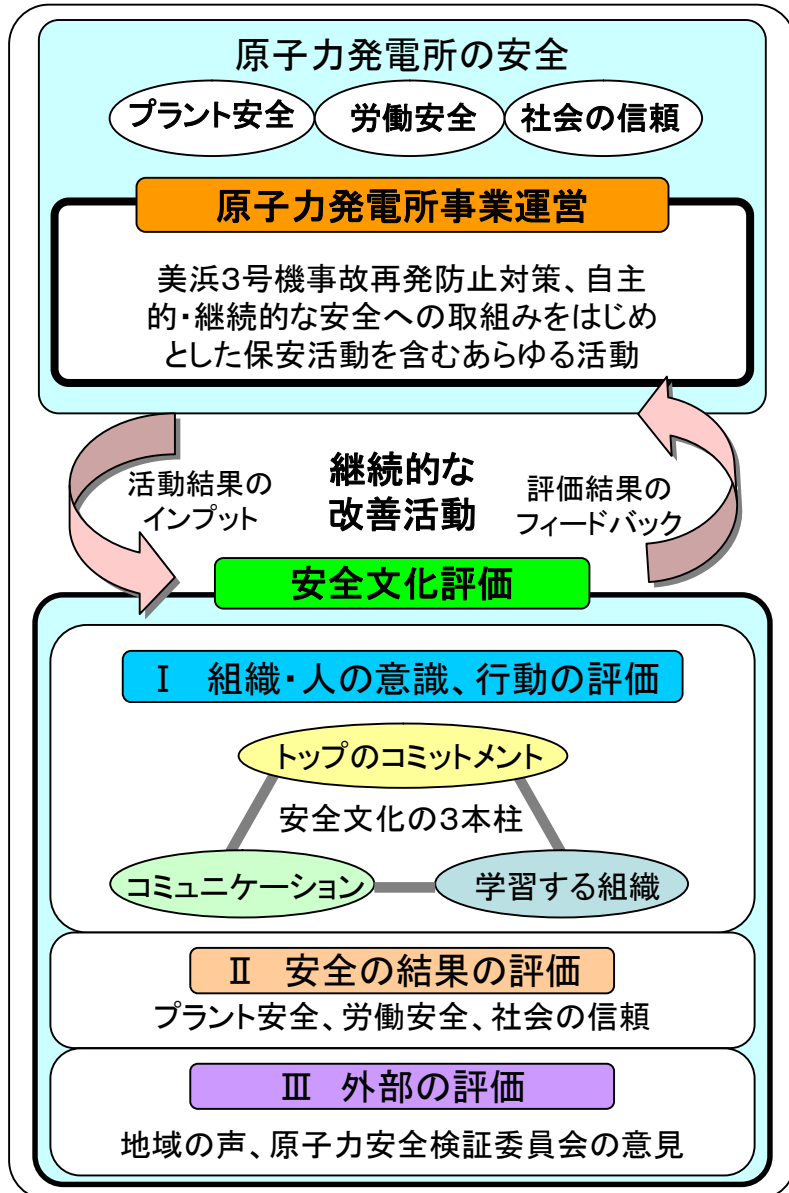 原子力発電所の安全
プラント安全
労働安全
社会の信頼
原子力発電所事業運営
美浜３号機事故再発防止対策、自主
的・継続的な安全への取組みをはじめ
とした保安活動を含むあらゆる活動
活動結果の
インプット
継続的な
改善活動
評価結果の
フィードバック
安全文化評価
Ⅰ　組織・人の意識、行動の評価
トップのコミットメント
安全文化の３本柱
コミュニケーション
学習する組織
Ⅱ　安全の結果の評価
プラント安全、労働安全、社会の信頼
Ⅲ　外部の評価
地域の声、原子力安全検証委員会の意見